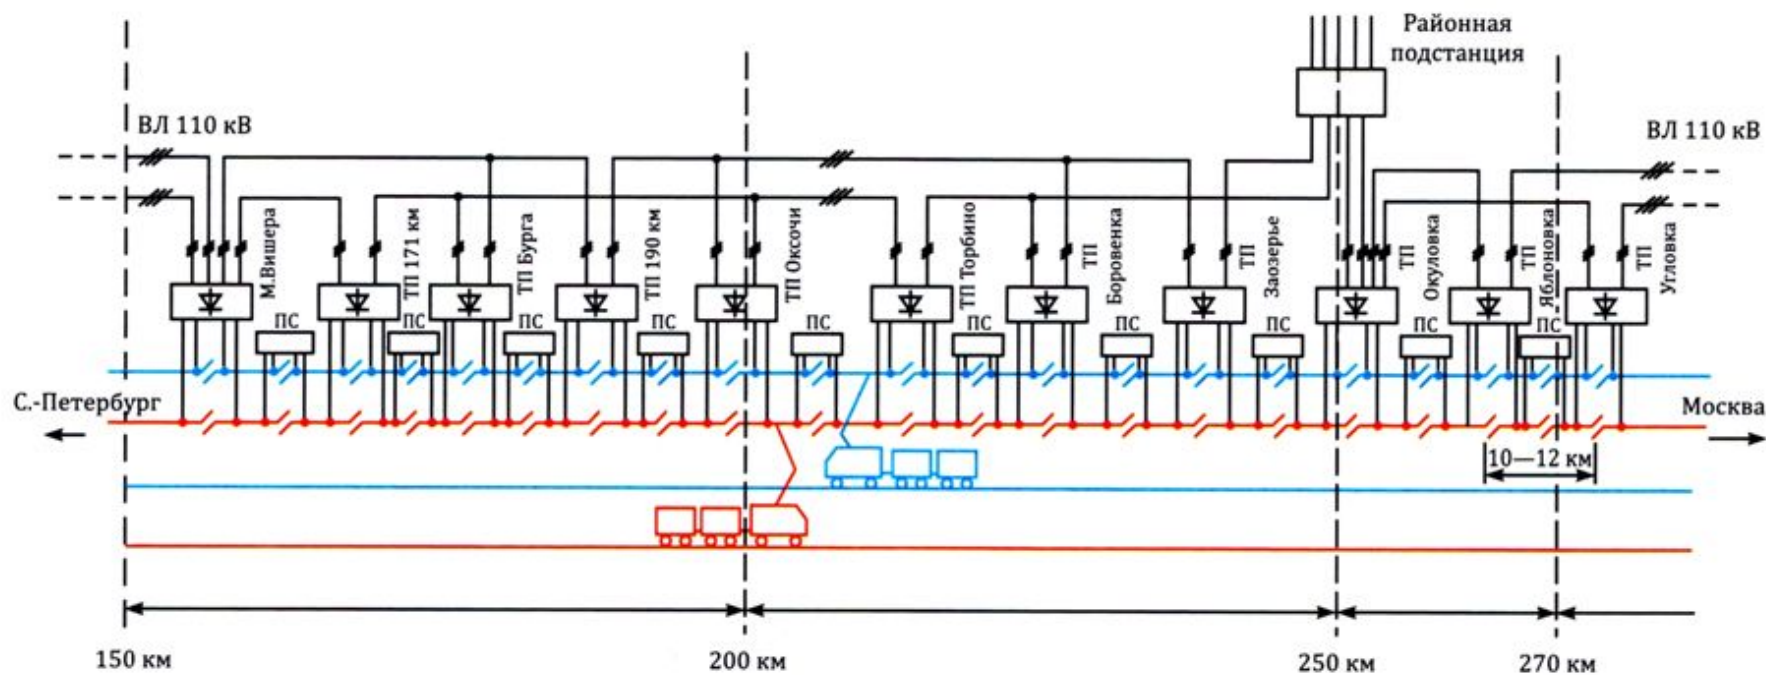 Районная
подстанция
ВЛ 110 кВ
ВЛ 110 кВ
М.Вишера
ТП 171 км
ТП Бурга
ТП 190 км
ТП Оксочи
ТП Торбино
ТП
Боровенка
ТП
Заозерье
ТП
Окуловка
ТП
Яблоновка
ТП
Угловка
ПС
ПС
ПС
ПС
ПС
ПС
ПС
ПС
ПС
ПС
С.-Петербург
Москва
10—12 км
150 км
200 км
250 км
270 км